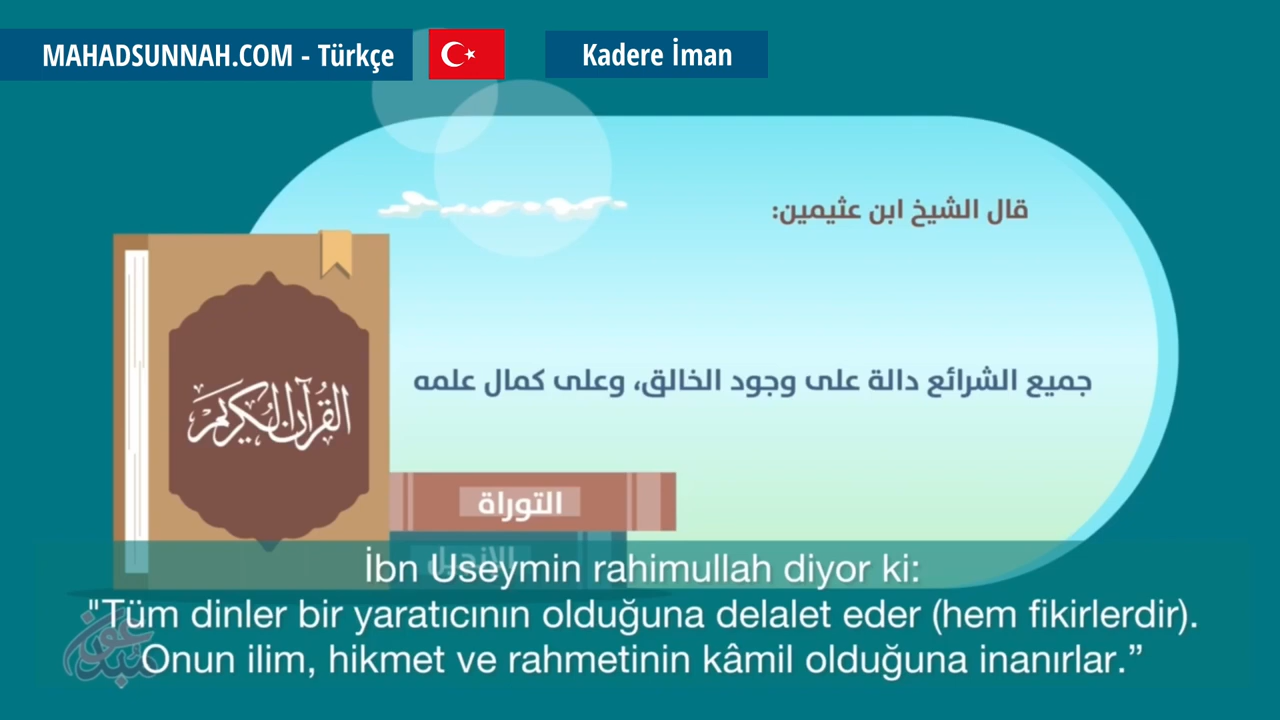 MAHADSUNNAH.COM - Türkçe
Kadere İman
قال الشيخ ابن عثيمين:
جميع الشرائع دالة على وجود الخالق، وعلى كمال علمه
القرآن الكريم
التوراة
الإنجيل
İbn Useymin rahimullah diyor ki:
"Tüm dinler bir yaratıcının olduğuna delalet eder (hem fikirlerdir).
Onun ilim, hikmet ve rahmetinin kâmil olduğuna inanırlar.”